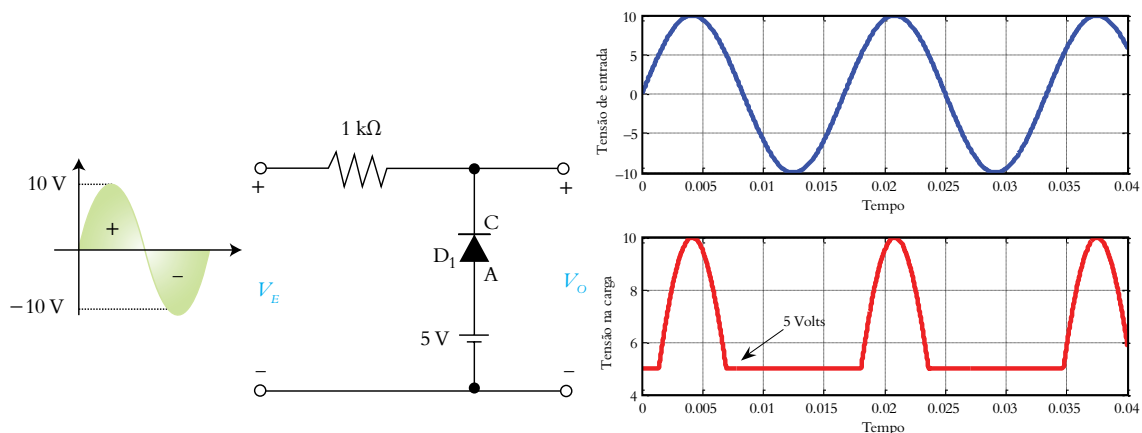 10 V
+
−
−10 V
1 kΩ
+
+
C
D1
A
VE
VO
5 V
−
−
Tensão de entrada
10
5
0
−5
−10
0 0.005 0.01 0.015 0.02 0.025 0.03 0.035 0.04
Tempo
Tensão na carga
10
8
6
4
5 Volts
0 0.005 0.01 0.015 0.02 0.025 0.03 0.035 0.04
Tempo